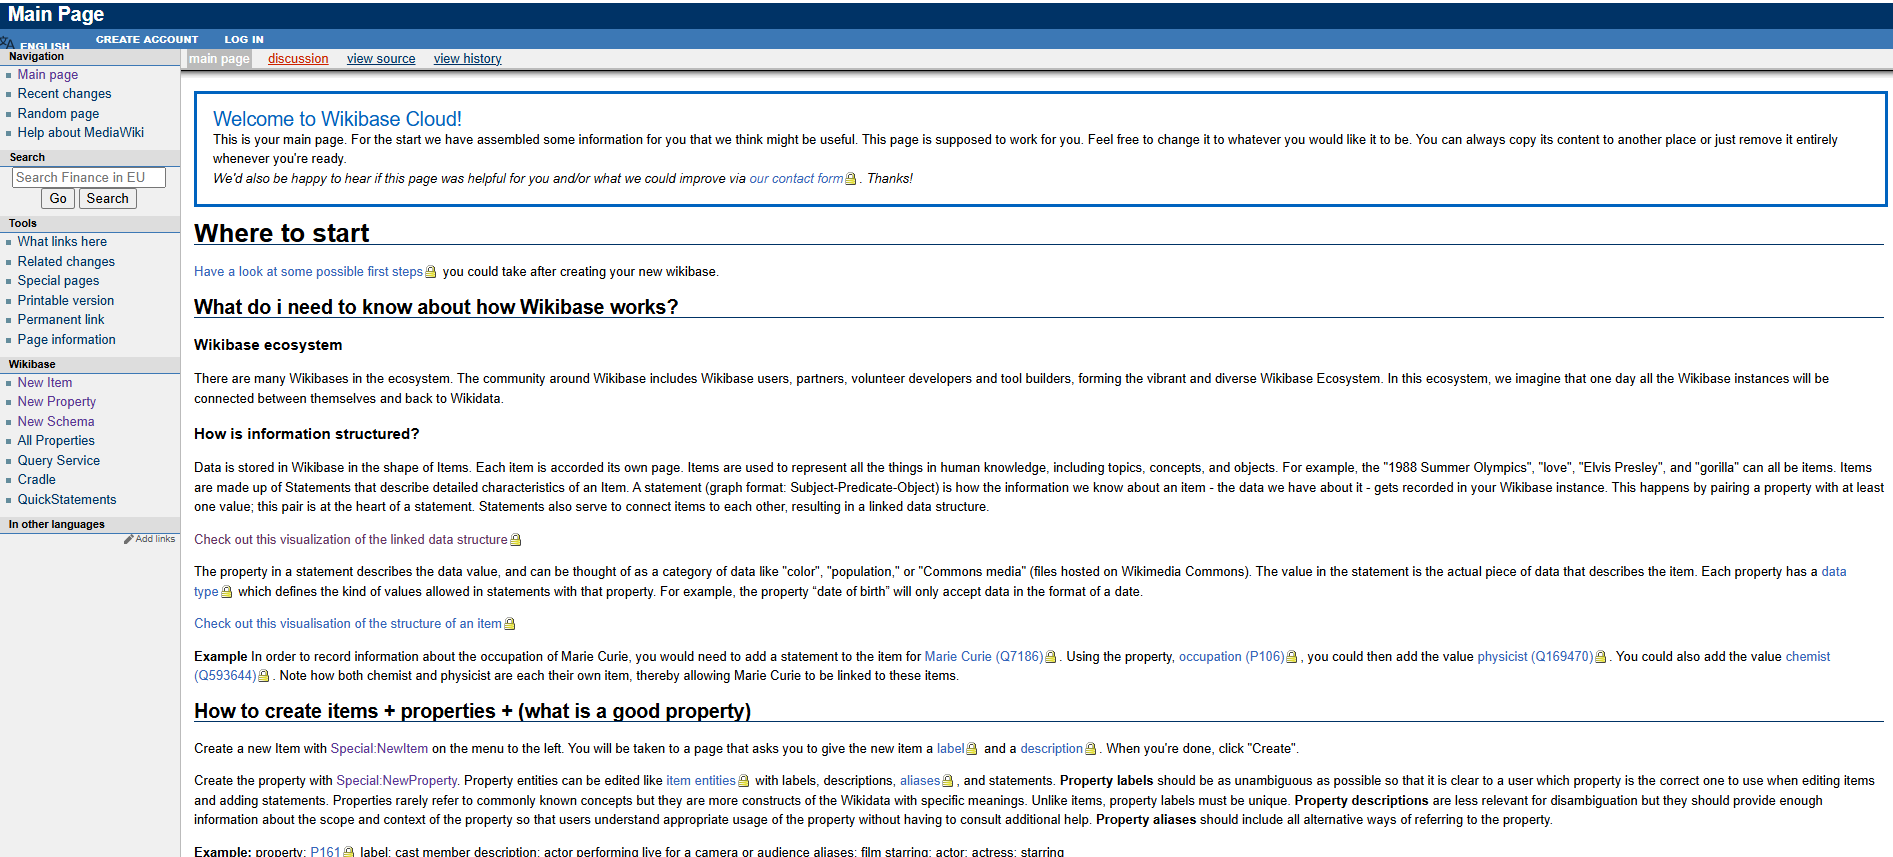 Main Page
ENGLISH
CREATE ACCOUNT
LOG IN
Navigation
Main page
Recent changes
Random page
Help about MediaWiki
Search
Search Finance in EU
Go Search
Tools
What links here
Related changes
Special pages
Printable version
Permanent link
Page information
Wikibase
New Item
New Property
New Schema
All Properties
Query Service
Cradle
QuickStatements
In other languages
Add links
main page discussion view source view history
Welcome to Wikibase Cloud!
This is your main page. For the start we have assembled some information for you that we think might be useful. This page is supposed to work for you. Feel free to change it to whatever you would like it to be. You can always copy its content to another place or just remove it entirely
whenever you're ready.
We'd also be happy to hear if this page was helpful for you and/or what we could improve via our contact form . Thanks!
Where to start
Have a look at some possible first steps you could take after creating your new wikibase.
What do i need to know about how Wikibase works?
Wikibase ecosystem
There are many Wikibases in the ecosystem. The community around Wikibase includes Wikibase users, partners, volunteer developers and tool builders, forming the vibrant and diverse Wikibase Ecosystem. In this ecosystem, we imagine that one day all the Wikibase instances will be
connected between themselves and back to Wikidata.
How is information structured?
Data is stored in Wikibase in the shape of Items. Each item is accorded its own page. Items are used to represent all the things in human knowledge, including topics, concepts, and objects. For example, the "1988 Summer Olympics", "love", "Elvis Presley", and "gorilla" can all be items. Items
are made up of Statements that describe detailed characteristics of an Item. A statement (graph format: Subject-Predicate-Object) is how the information we know about an item - the data we have about it - gets recorded in your Wikibase instance. This happens by pairing a property with at least
one value; this pair is at the heart of a statement. Statements also serve to connect items to each other, resulting in a linked data structure.
Check out this visualization of the linked data structure
The property in a statement describes the data value, and can be thought of as a category of data like "color", "population," or "Commons media" (files hosted on Wikimedia Commons). The value in the statement is the actual piece of data that describes the item. Each property has a data
type which defines the kind of values allowed in statements with that property. For example, the property “date of birth” will only accept data in the format of a date.
Check out this visualisation of the structure of an item
Example In order to record information about the occupation of Marie Curie, you would need to add a statement to the item for Marie Curie (Q7186) . Using the property, occupation (P106) , you could then add the value physicist (Q169470) . You could also add the value chemist
(Q593644) . Note how both chemist and physicist are each their own item, thereby allowing Marie Curie to be linked to these items.
How to create items + properties + (what is a good property)
Create a new Item with Special:NewItem on the menu to the left. You will be taken to a page that asks you to give the new item a label and a description . When you're done, click "Create".
Create the property with Special:NewProperty. Property entities can be edited like item entities with labels, descriptions, aliases , and statements. Property labels should be as unambiguous as possible so that it is clear to a user which property is the correct one to use when editing items
and adding statements. Properties rarely refer to commonly known concepts but they are more constructs of the Wikidata with specific meanings. Unlike items, property labels must be unique. Property descriptions are less relevant for disambiguation but they should provide enough
information about the scope and context of the property so that users understand appropriate usage of the property without having to consult additional help. Property aliases should include all alternative ways of referring to the property.
Example: property: P161 label: cast member description: actor performing live for a camera or audience aliases: film starring; actor; actress; starring